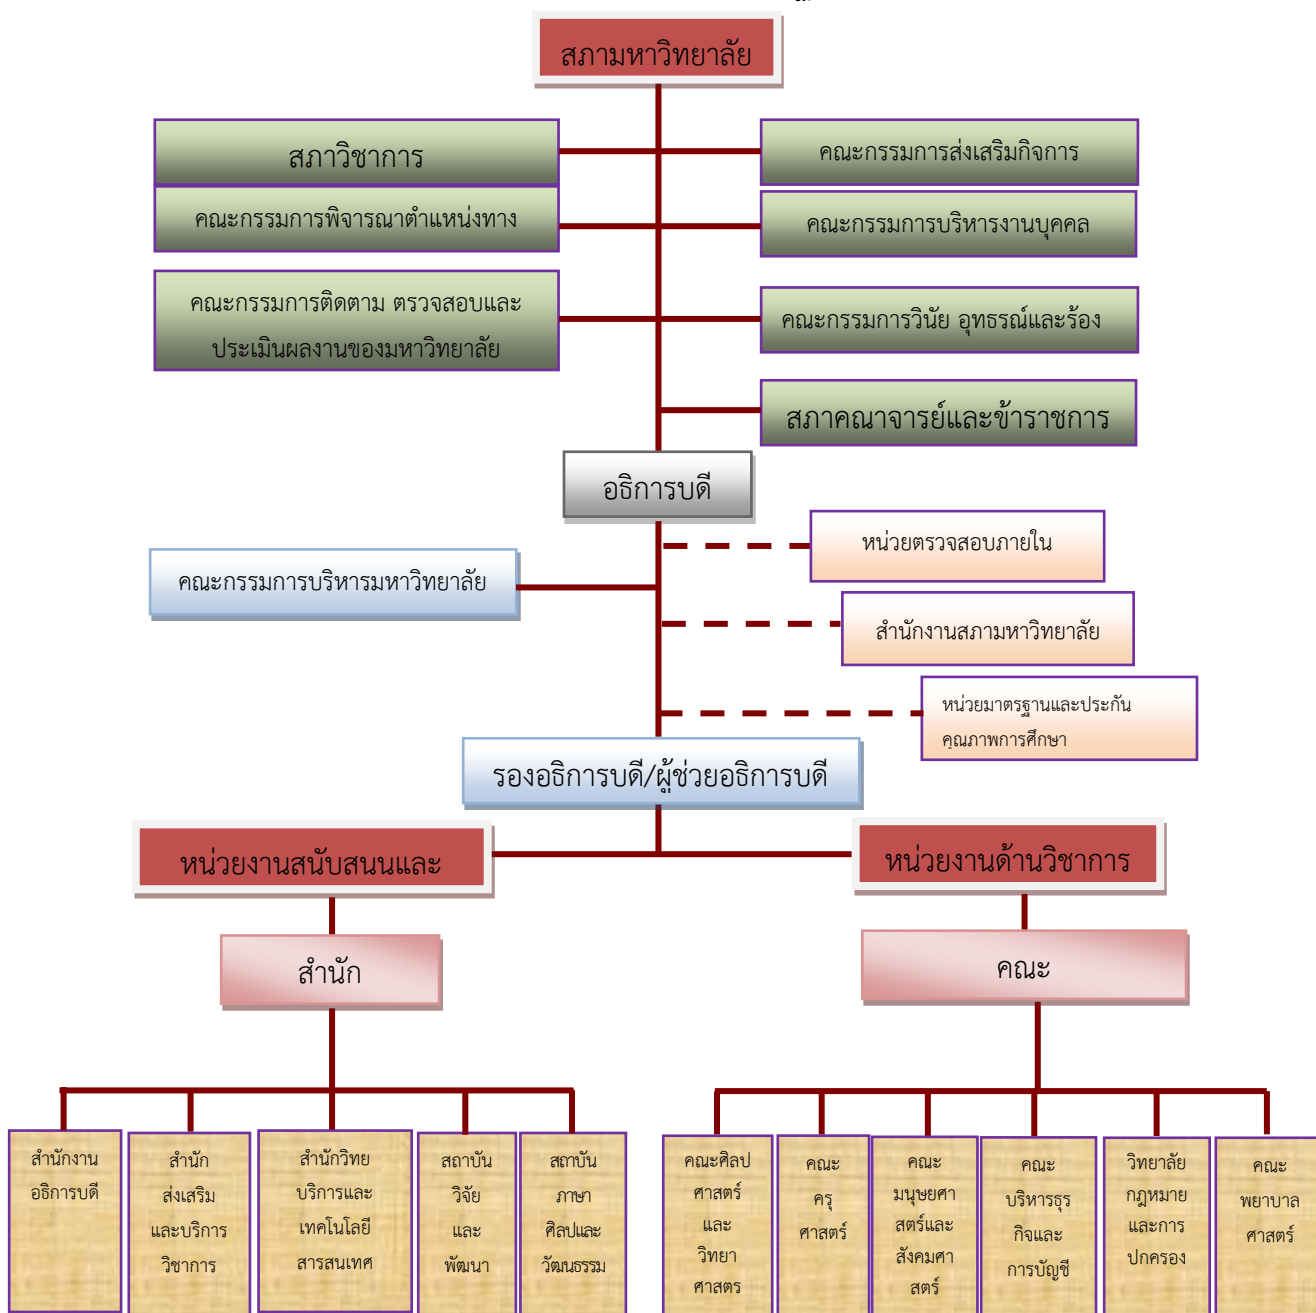 สภามหาวิทยาลัย
สภาวิชาการ
คณะกรรมการส่งเสริมกิจการ
คณะกรรมการพิจารณาตำแหน่งทาง
คณะกรรมการบริหารงานบุคคล
คณะกรรมการติดตาม ตรวจสอบและ
ประเมินผลงานของมหาวิทยาลัย
คณะกรรมการวินัย อุทธรณ์และร้อง
สภาคณาจารย์และข้าราชการ
อธิการบดี
หน่วยตรวจสอบภายใน
คณะกรรมการบริหารมหาวิทยาลัย
สำนักงานสภามหาวิทยาลัย
หน่วยมาตรฐานและประกัน
คุณภาพการศึกษา
รองอธิการบดี/ผู้ช่วยอธิการบดี
หน่วยงานสนับสนนและ
หน่วยงานด้านวิชาการ
สำนัก
คณะ
สำนักงาน
อธิการบดี
สำนัก
ส่งเสริม
และบริการ
วิชาการ
สำนักวิทย
บริการและ
เทคโนโลยี
สารสนเทศ
สถาบัน
วิจัย
และ
พัฒนา
สถาบัน
ภาษา
ศิลปและ
วัฒนธรรม
คณะศิลป
ศาสตร์
และ
วิทยา
ศาสตร
คณะ
ครุ
ศาสตร์
คณะ
มนุษยศา
สตร์และ
สังคมศา
สตร์
คณะ
บริหารธุร
กิจและ
การบัญชี
วิทยาลัย
กฎหมาย
และการ
ปกครอง
คณะ
พยาบาล
ศาสตร์